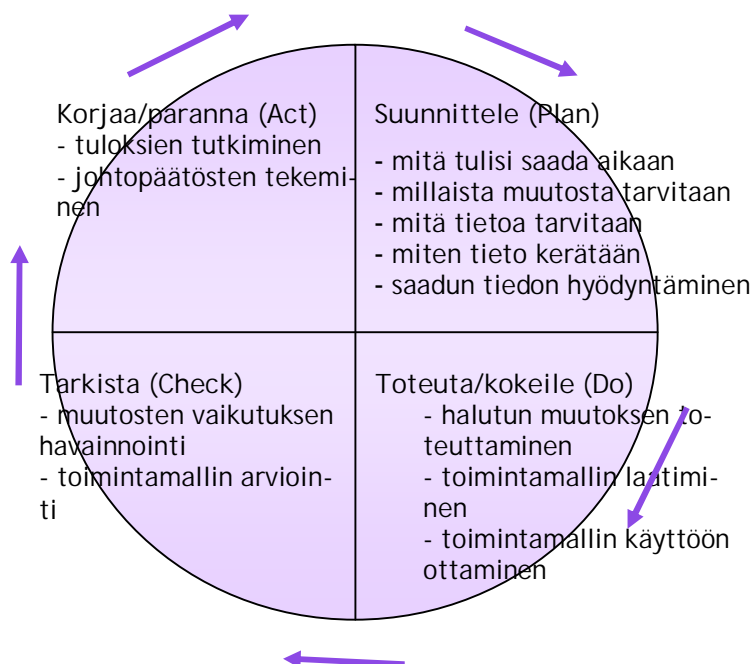 Korjaa/paranna (Act)
- tuloksien tutkiminen
- johtopäätösten tekemi-
nen
Suunnittele (Plan)
- mitä tulisi saada aikaan
- millaista muutosta tarvitaan
- mitä tietoa tarvitaan
- miten tieto kerätään
- saadun tiedon hyödyntäminen
Tarkista (Check)
- muutosten vaikutuksen
havainnointi
- toimintamallin arvioin-
ti
Toteuta/kokeile (Do)
- halutun muutoksen to-
teuttaminen
- toimintamallin laatimi-
nen
- toimintamallin käyttöön
ottaminen